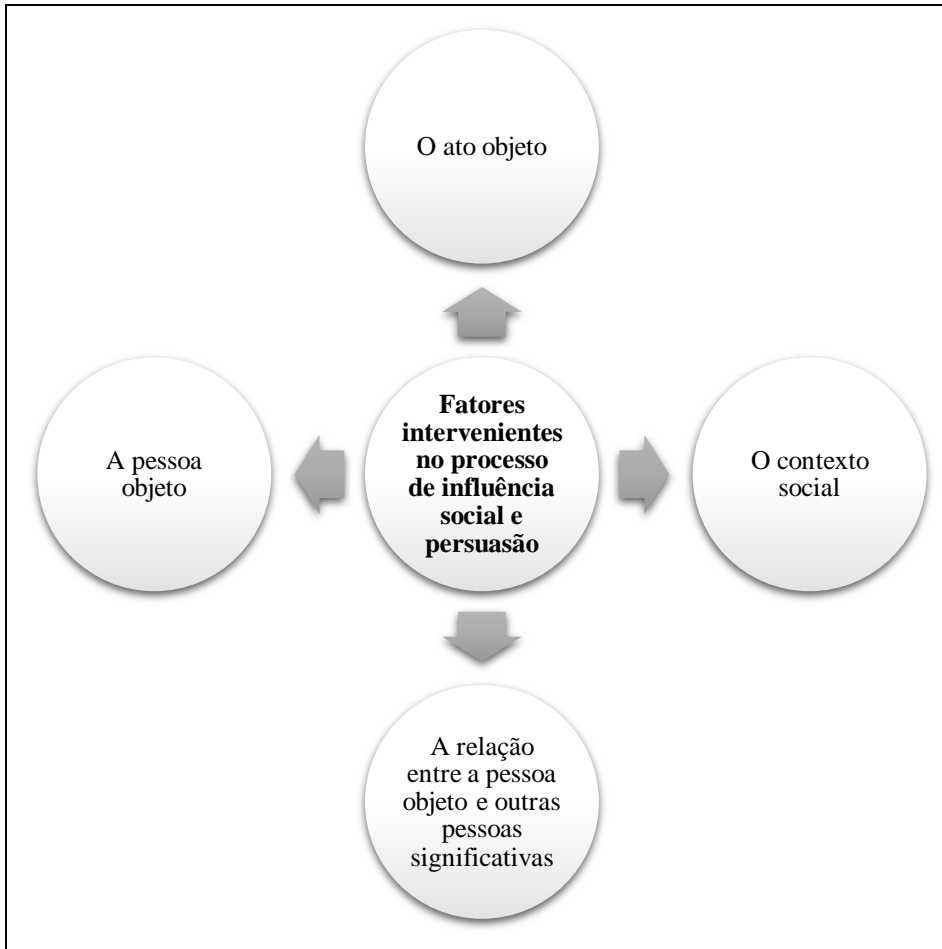 O ato objeto
A pessoa
objeto
Fatores
intervenientes
no processo
de influência
social e
persuasão
O contexto
social
A relação
entre a pessoa
objeto e outras
pessoas
significativas